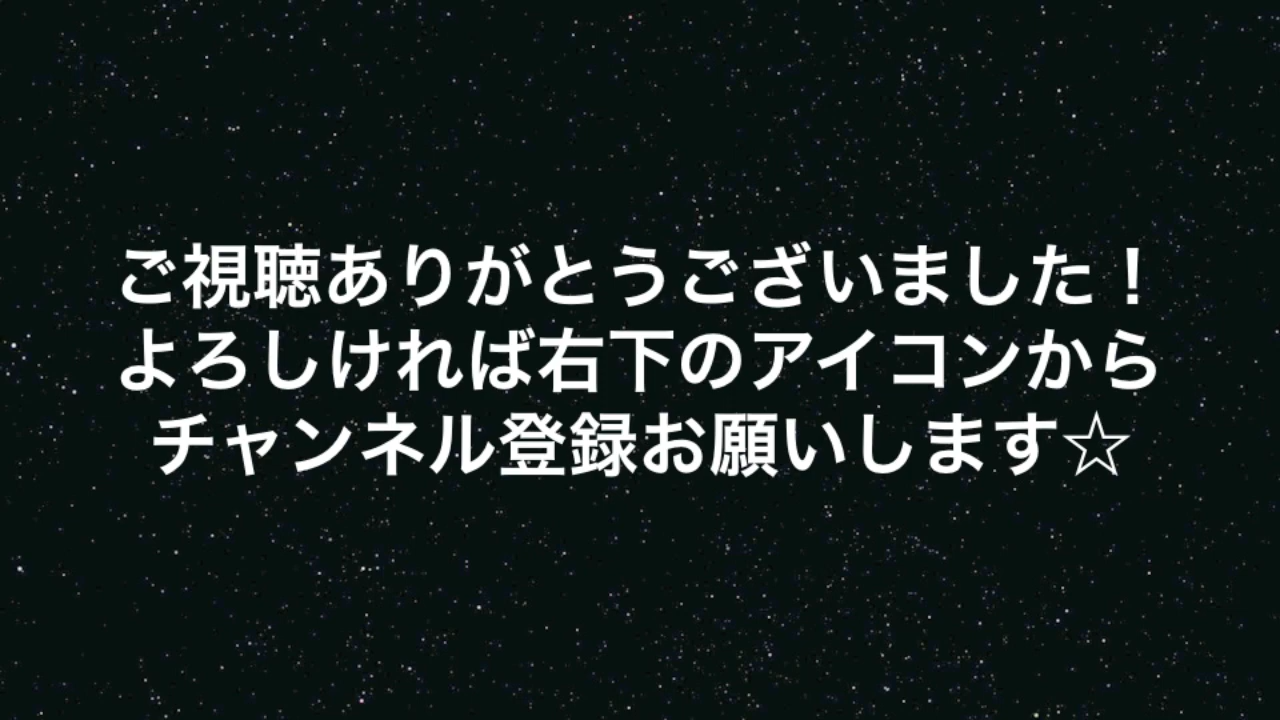 ご視聴ありがとうございました！
よろしければ右下のアイコンから
チャンネル登録お願いします☆